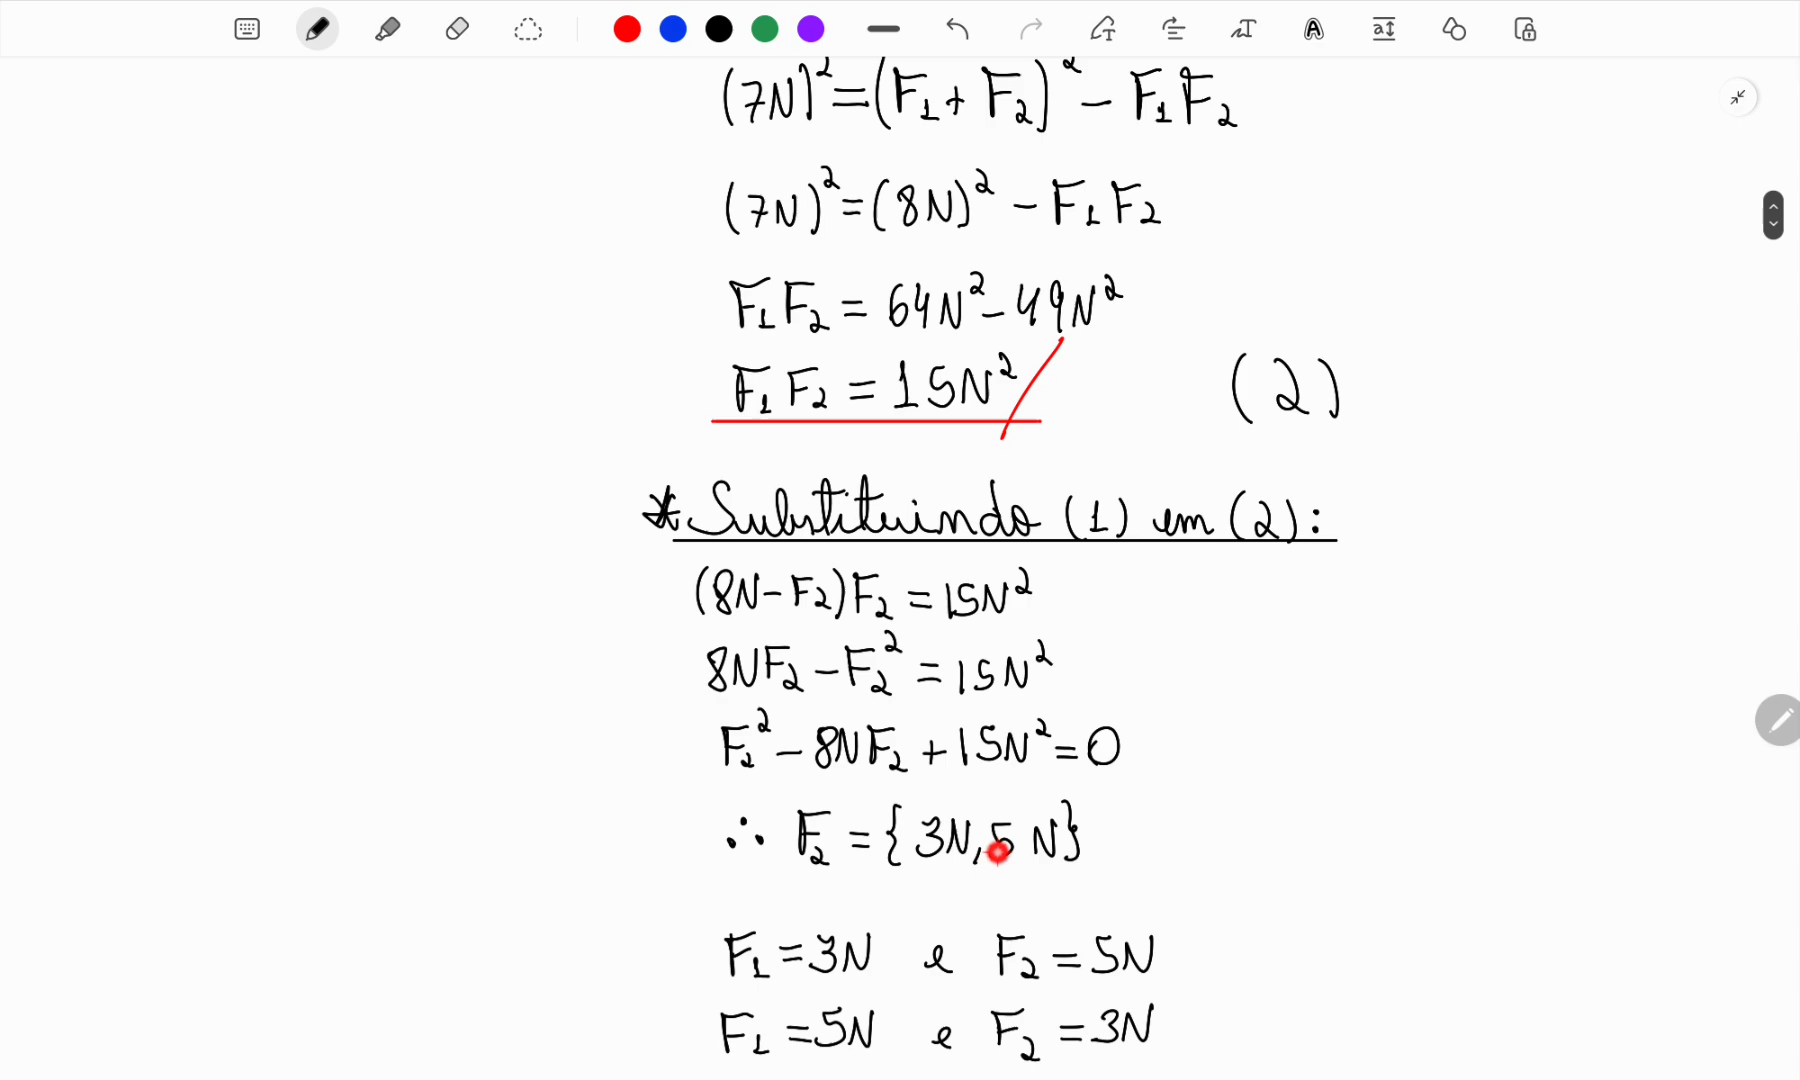 (7N)² = (F₁ + F₂)² - F₁F₂
(7N)² = (8N)² - F₁F₂
F₁F₂ = 64N² - 49N²
F₁F₂ = 15N² (2)
* Substituindo (1) em (2):
(8N - F₂)F₂ = 15N²
8NF₂ - F₂² = 15N²
F₂² - 8NF₂ + 15N² = 0
∴ F₂ = {3N, 5N}
F₁ = 3N e F₂ = 5N
F₁ = 5N e F₂ = 3N